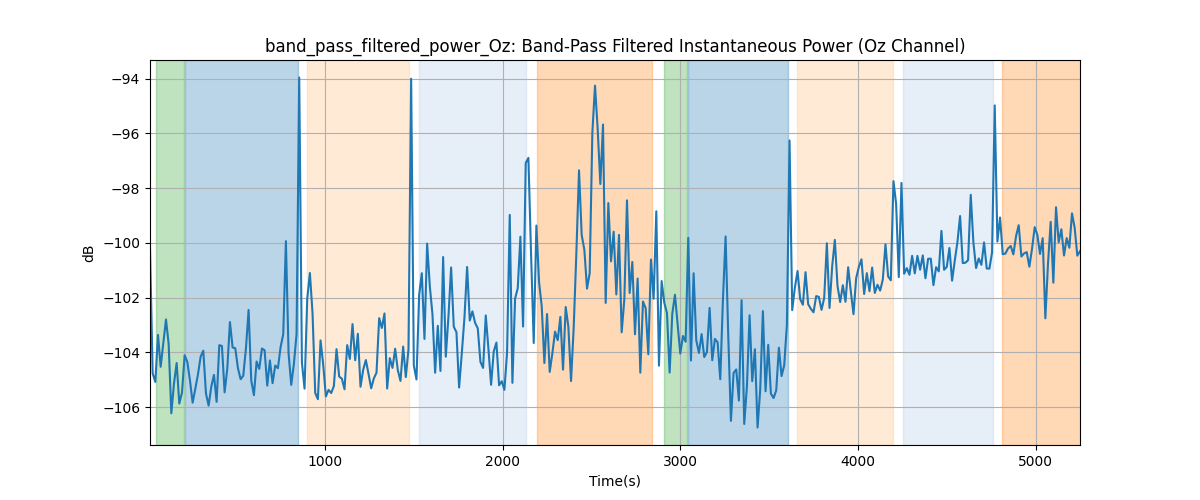 band_pass_filtered_power_Oz: Band-Pass Filtered Instantaneous Power (Oz Channel)
−94
−96
−98
−100
−102
−104
−106
dB
1000 2000 3000 4000 5000
Time(s)